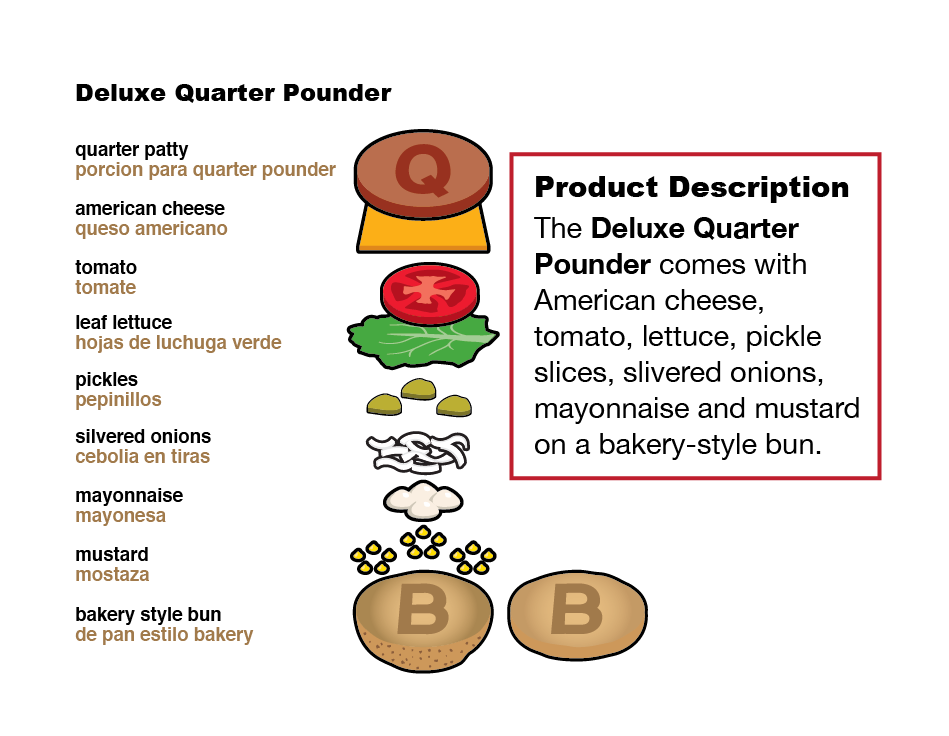 Deluxe Quarter Pounder
quarter patty
porcion para quarter pounder
american cheese
queso americano
tomato
tomate
leaf lettuce
hojas de luchuga verde
pickles
pepinillos
silvered onions
cebolia en tiras
mayonnaise
mayonesa
mustard
mostaza
bakery style bun
de pan estilo bakery
Q
B
B
Product Description
The Deluxe Quarter
Pounder comes with
American cheese,
tomato, lettuce, pickle
slices, slivered onions,
mayonnaise and mustard
on a bakery-style bun.